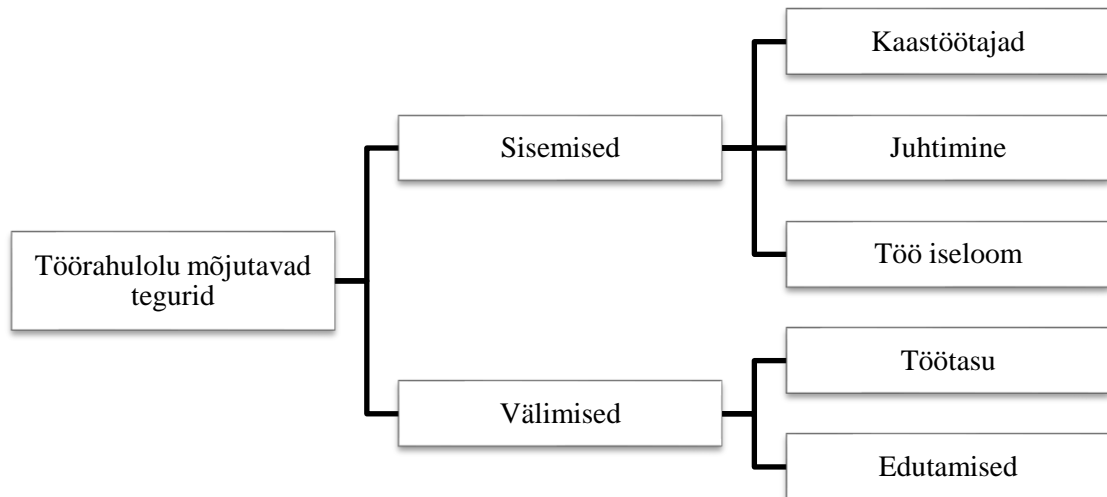 Kaastöötajad
Sisemised
Juhtimine
Töö iseloom
Töörahulolu mõjutavad
tegurid
Töötasu
Välimised
Edutamised